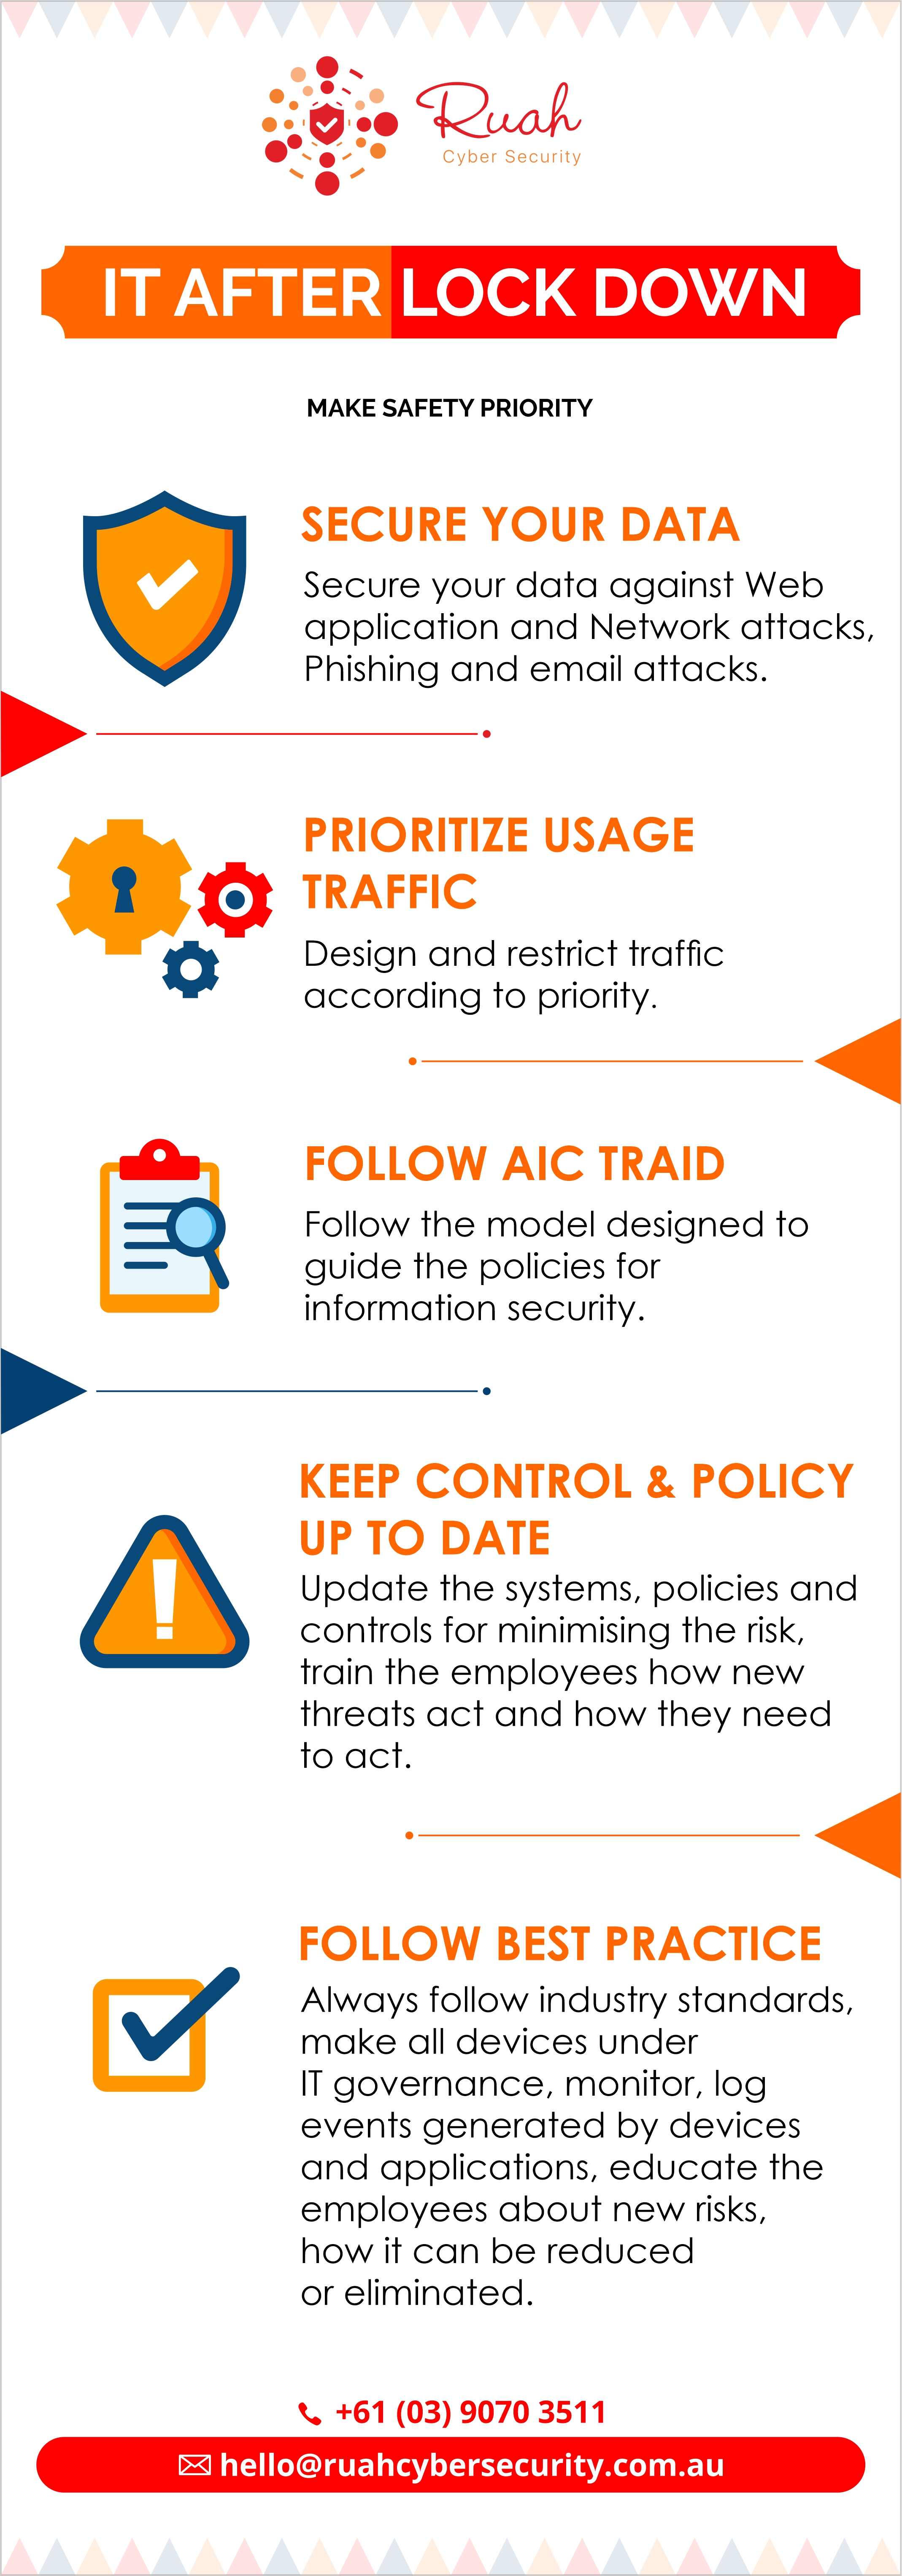 Ruah
Cyber Security
IT AFTER LOCK DOWN
MAKE SAFETY PRIORITY
SECURE YOUR DATA
Secure your data against Web
application and Network attacks,
Phishing and email attacks.
PRIORITIZE USAGE
TRAFFIC
Design and restrict traffic
according to priority.
FOLLOW AIC TRAID
Follow the model designed to
guide the policies for
information security.
KEEP CONTROL & POLICY
UP TO DATE
Update the systems, policies and
controls for minimising the risk,
train the employees how new
threats act and how they need
to act.
FOLLOW BEST PRACTICE
Always follow industry standards,
make all devices under
IT governance, monitor, log
events generated by devices
and applications, educate the
employees about new risks,
how it can be reduced
or eliminated.
+61 (03) 9070 3511
hello@ruahcybersecurity.com.au